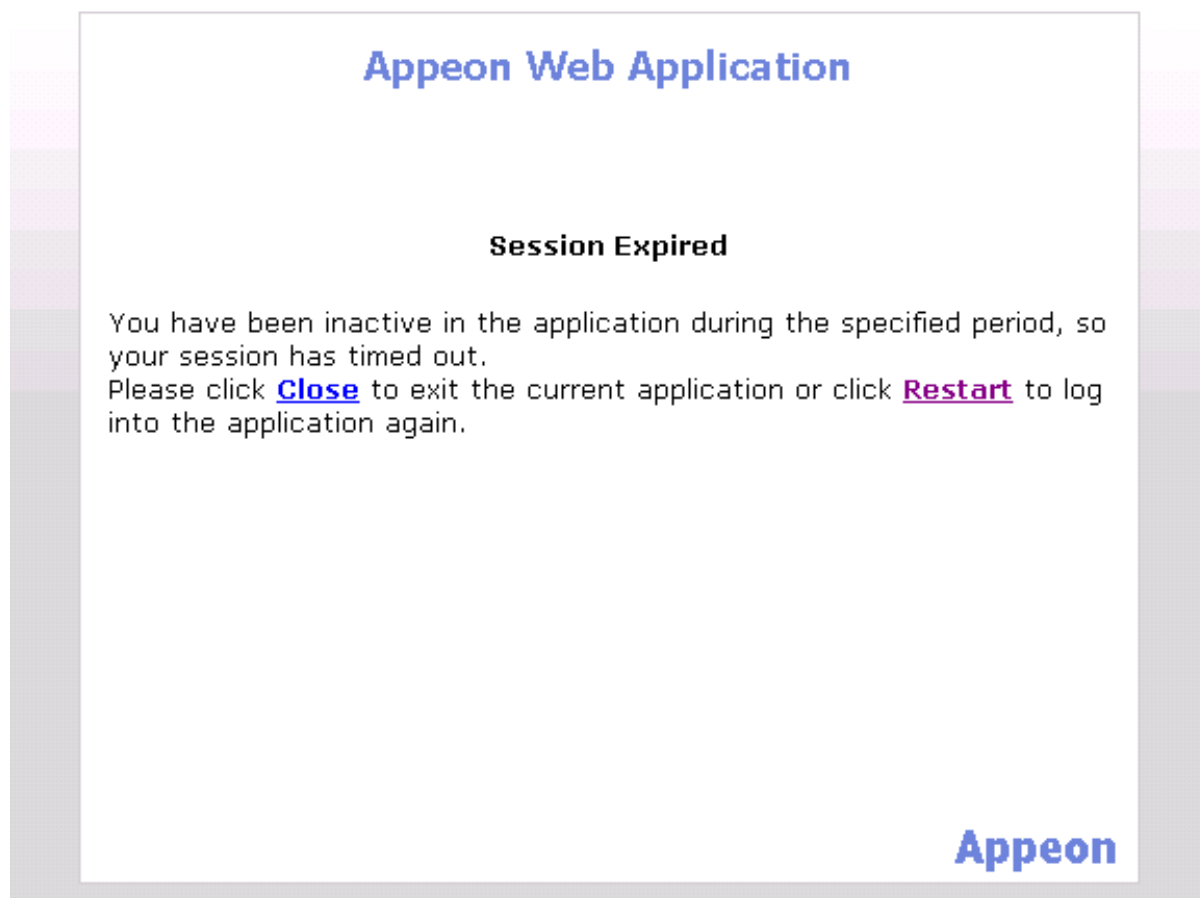 Appeon Web Application
Session Expired
You have been inactive in the application during the specified period, so
your session has timed out.
Please click Close to exit the current application or click Restart to log
into the application again.
Appeon